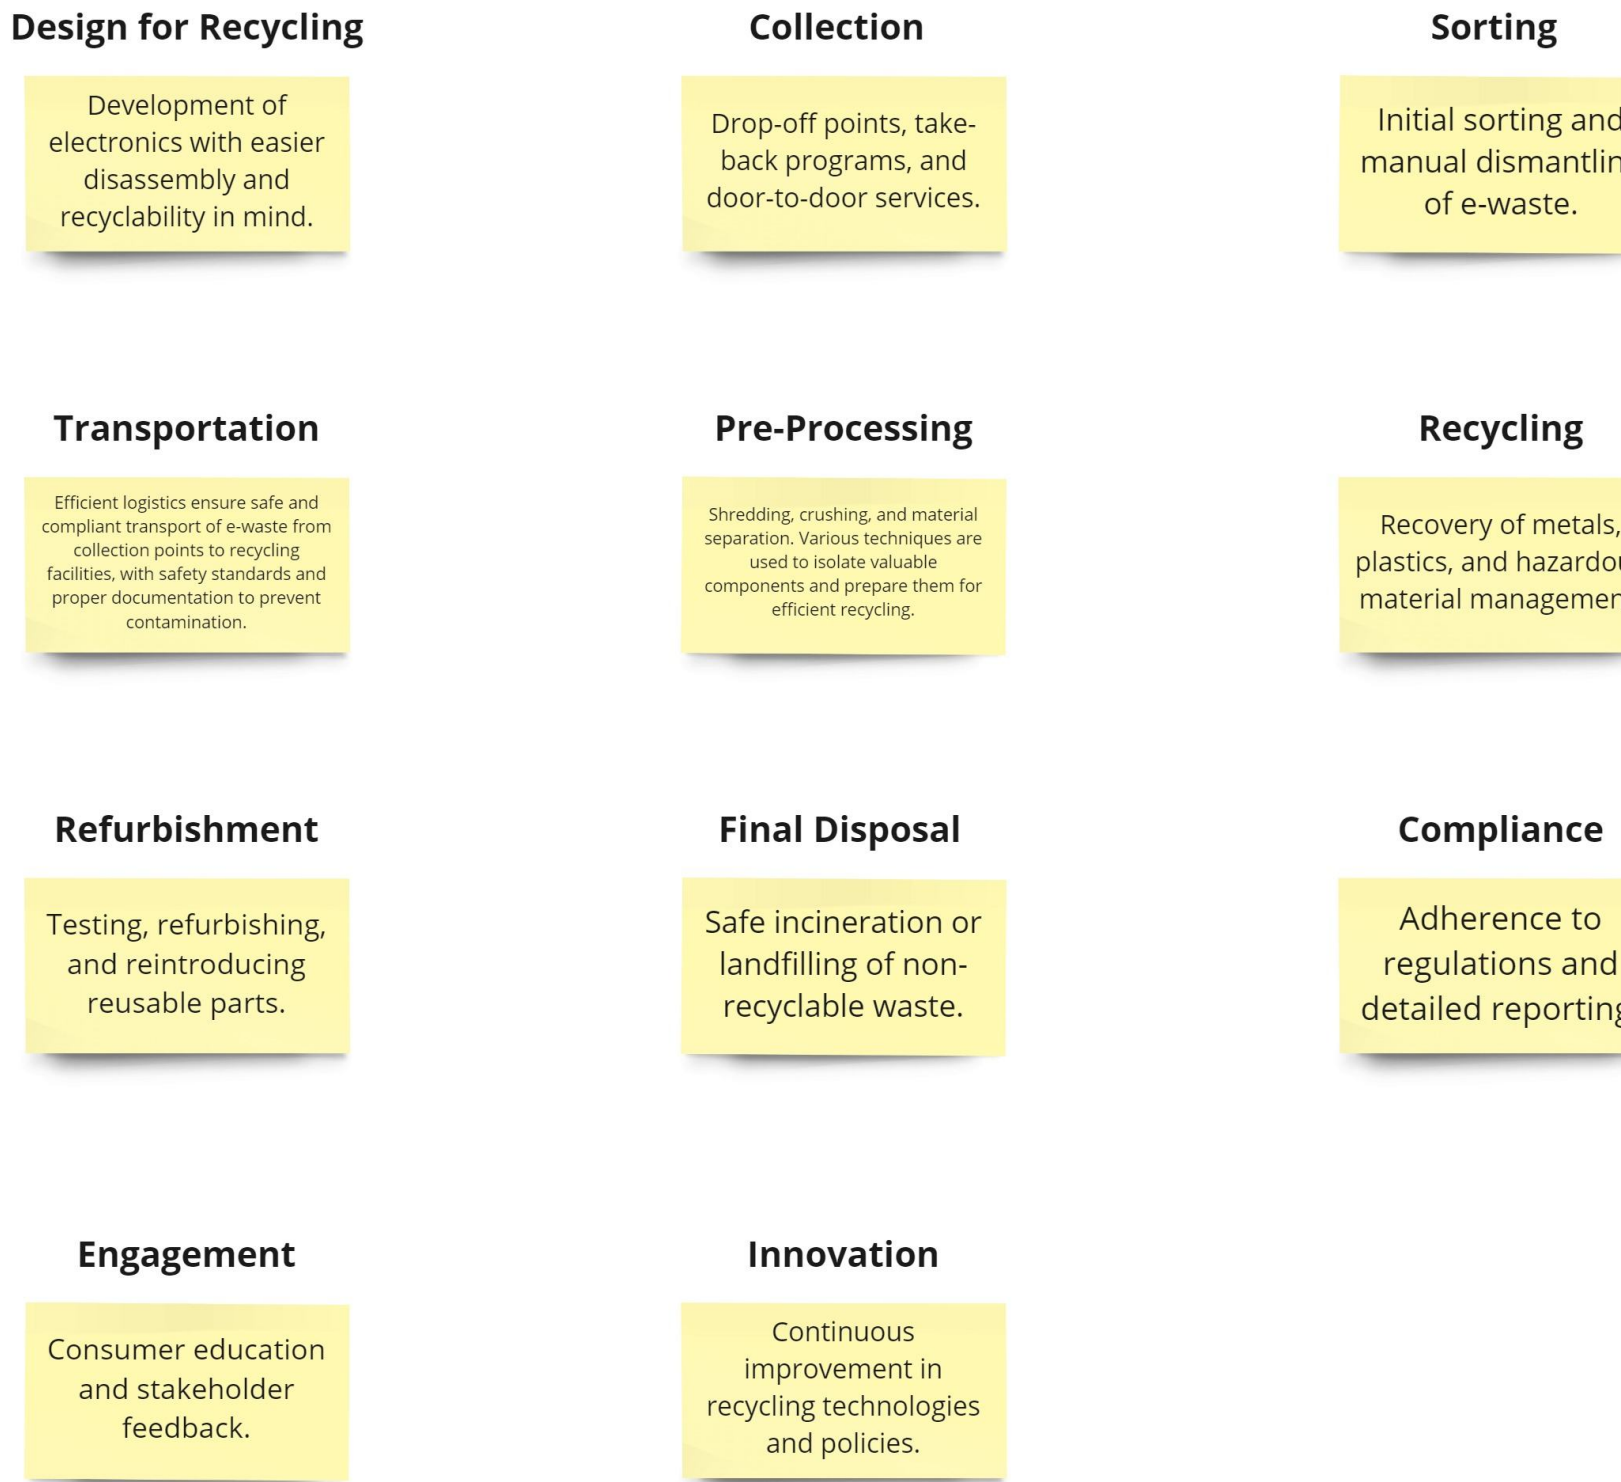 Design for Recycling
Development of
electronics with easier
disassembly and
recyclability in mind.
Collection
Drop-off points, take-
back programs, and
door-to-door services.
Sorting
Initial sorting and
manual dismantlin
of e-waste.
Transportation
Efficient logistics ensure safe and
compliant transport of e-waste from
collection points to recycling
facilities, with safety standards and
proper documentation to prevent
contamination.
Pre-Processing
Shredding, crushing, and material
separation. Various techniques are
used to isolate valuable
components and prepare them for
efficient recycling.
Recycling
Recovery of metals,
plastics, and hazardou
material managemen
Refurbishment
Testing, refurbishing,
and reintroducing
reusable parts.
Final Disposal
Safe incineration or
landfilling of non-
recyclable waste.
Compliance
Adherence to
regulations and
detailed reporting
Engagement
Consumer education
and stakeholder
feedback.
Innovation
Continuous
improvement in
recycling technologies
and policies.